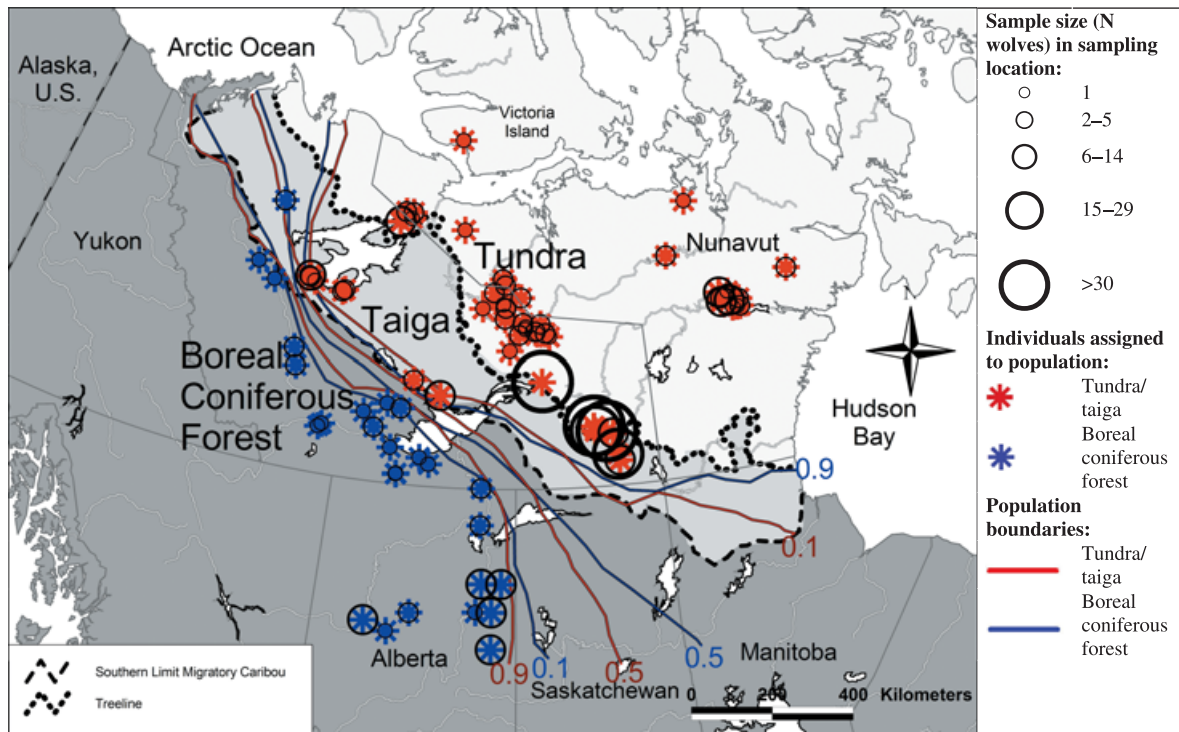 Arctic Ocean
Alaska,
U.S.
Victoria
Island
Yukon
Nunavut
Tundra
Taiga
Boreal
Coniferous
Forest
Hudson
Bay
N
0.9
0.1
0.5
0.5
0.1
0.9
Alberta
Saskatchewan
Manitoba
Southern Limit Migratory Caribou
Treeline
0 200 400 Kilometers
Sample size (N
wolves) in sampling
location:
1
2–5
6–14
15–29
>30
Individuals assigned
to population:
Tundra/
taiga
Boreal
coniferous
forest
Population
boundaries:
Tundra/
taiga
Boreal
coniferous
forest